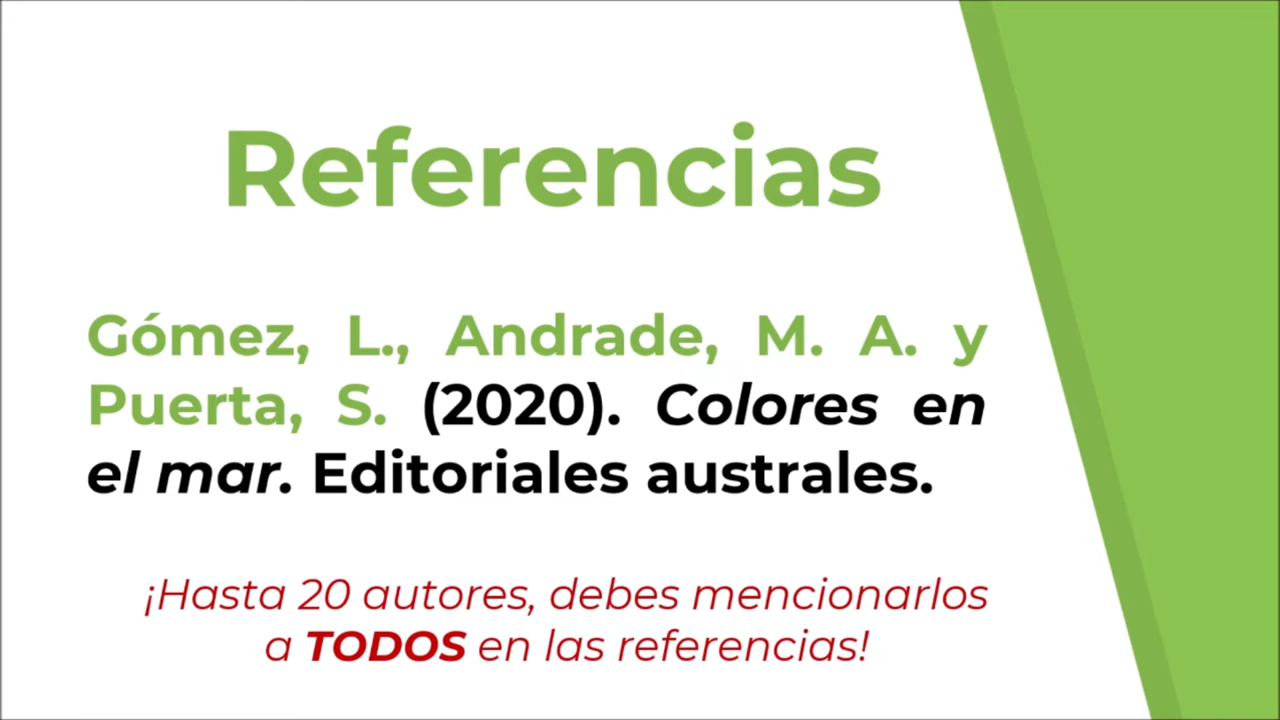 Referencias
Gómez, L., Andrade, M. A. y
Puerta, S. (2020). Colores en
el mar. Editoriales australes.
¡Hasta 20 autores, debes mencionarlos
a TODOS en las referencias!